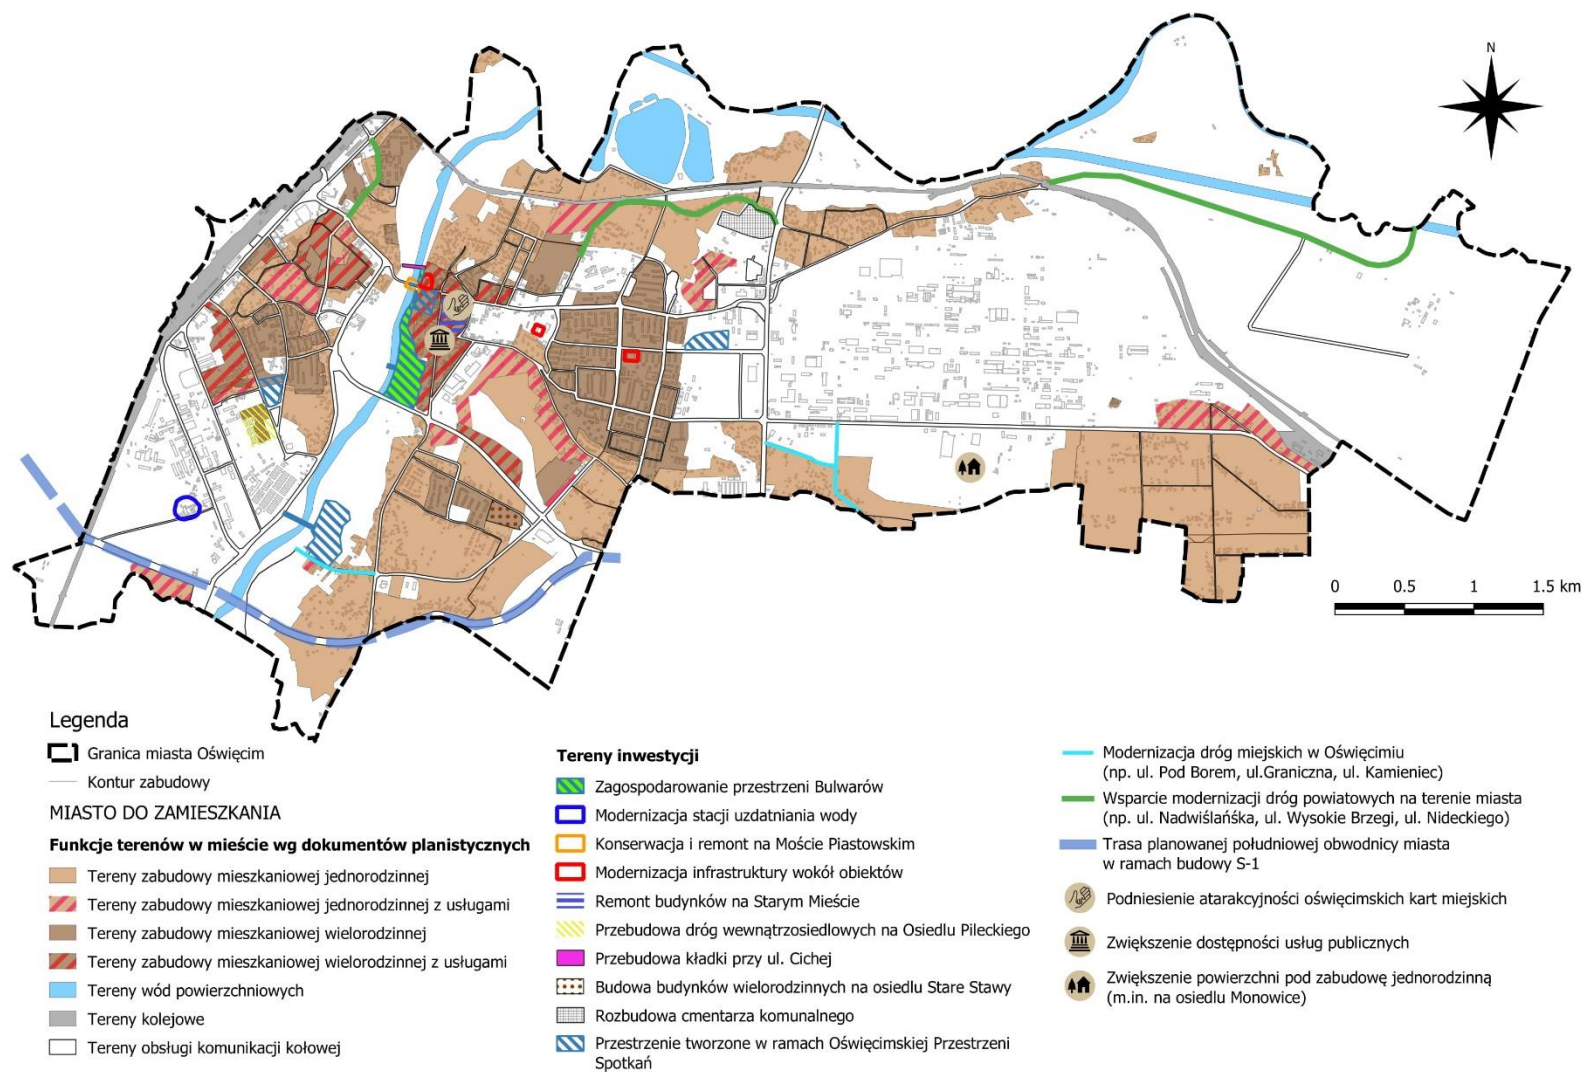 N
0 0.5 1 1.5 km
Legenda
Granica miasta Oświęcim
Kontur zabudowy
MIASTO DO ZAMIESZKANIA
Funkcje terenów w mieście wg dokumentów planistycznych
Tereny zabudowy mieszkaniowej jednorodzinnej
Tereny zabudowy mieszkaniowej jednorodzinnej z usługami
Tereny zabudowy mieszkaniowej wielorodzinnej
Tereny zabudowy mieszkaniowej wielorodzinnej z usługami
Tereny wód powierzchniowych
Tereny kolejowe
Tereny obsługi komunikacji kołowej
Tereny inwestycji
Zagospodarowanie przestrzeni Bulwarów
Modernizacja stacji uzdatniania wody
Konserwacja i remont na Moście Piastowskim
Modernizacja infrastruktury wokół obiektów
Remont budynków na Starym Mieście
Przebudowa dróg wewnątrzosiedlowych na Osiedlu Pileckiego
Przebudowa kładki przy ul. Cichej
Budowa budynków wielorodzinnych na osiedlu Stare Stawy
Rozbudowa cmentarza komunalnego
Przestrzenie tworzone w ramach Oświęcimskiej Przestrzeni
Spotkań
Modernizacja dróg miejskich w Oświęcimiu
(np. ul. Pod Borem, ul.Graniczna, ul. Kamieniec)
Wsparcie modernizacji dróg powiatowych na terenie miasta
(np. ul. Nadwiślańśka, ul. Wysokie Brzegi, ul. Nideckiego)
Trasa planowanej południowej obwodnicy miasta
w ramach budowy S-1
Podniesienie atarakcyjności oświęcimskich kart miejskich
Zwiększenie dostępności usług publicznych
Zwiększenie powierzchni pod zabudowę jednorodzinną
(m.in. na osiedlu Monowice)